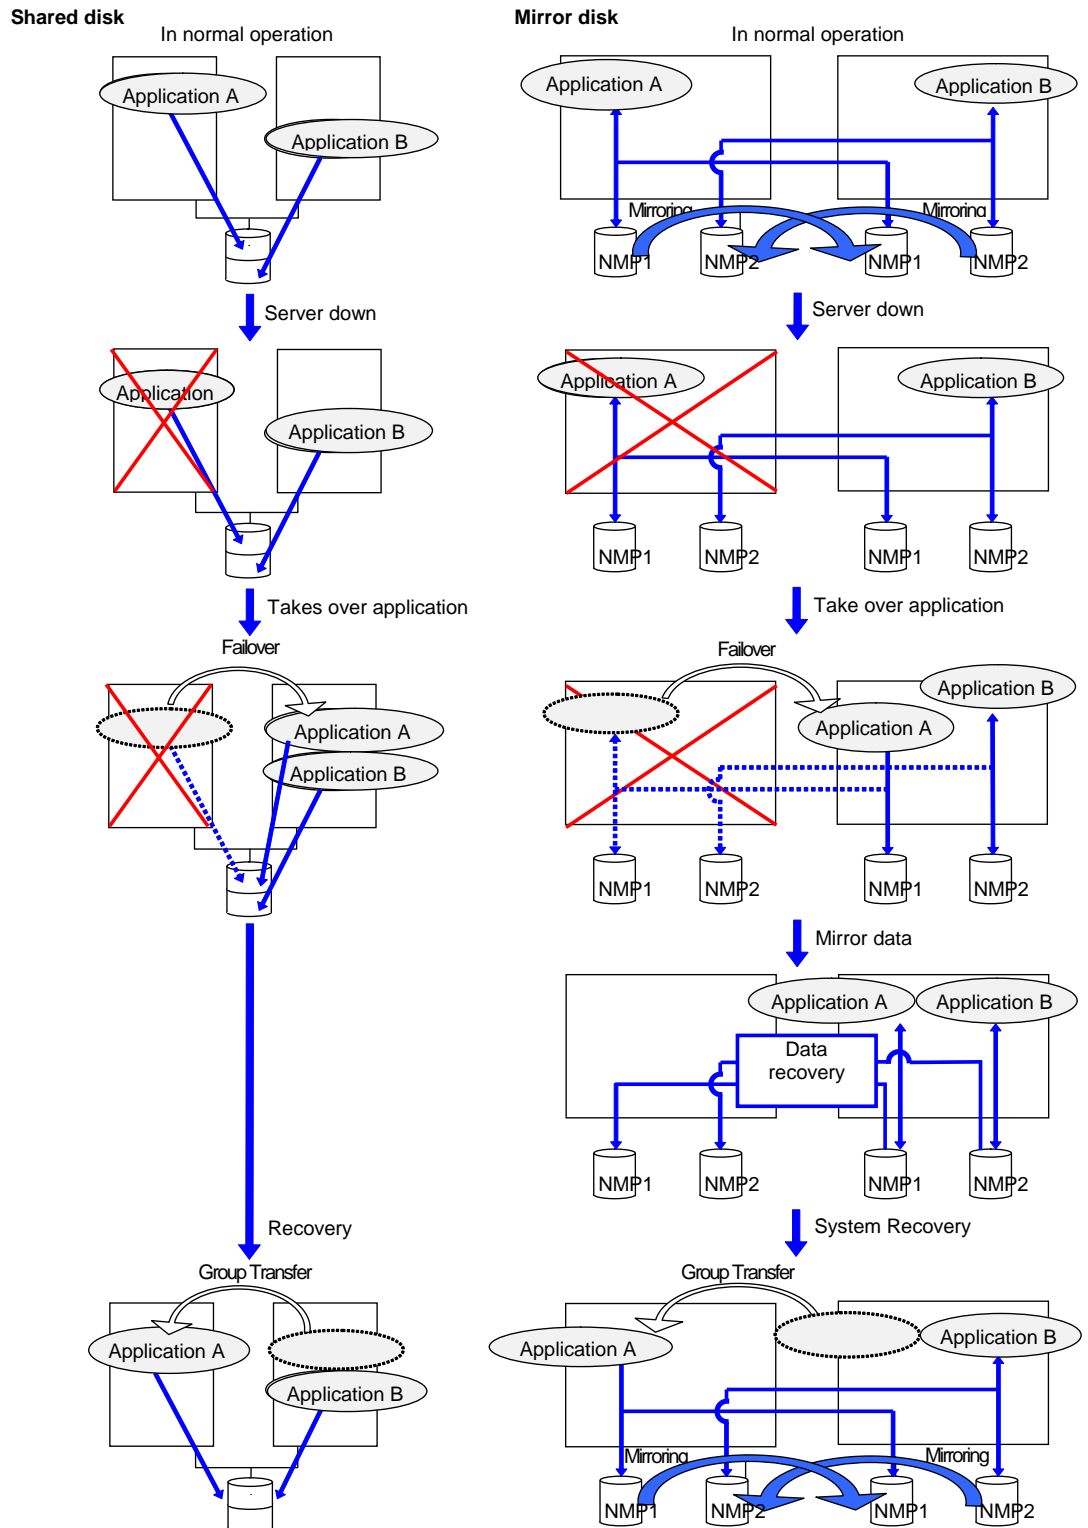 Shared disk
In normal operation
Application A
Application B
Server down
Application
Application B
Takes over application
Failover
Application A
Application B
Recovery
Group Transfer
Application A
Application B
Mirror disk
In normal operation
Application A
Application B
Mirroring
Mirroring
NMP1
NMP2
NMP1
NMP2
Server down
Application A
Application B
NMP1
NMP2
NMP1
NMP2
Take over application
Failover
Application B
Application A
NMP1
NMP2
NMP1
NMP2
Mirror data
Application A
Application B
Data
recovery
NMP1
NMP2
NMP1
NMP2
System Recovery
Group Transfer
Application A
Application B
Mirroring
Mirroring
NMP1
NMP2
NMP1
NMP2